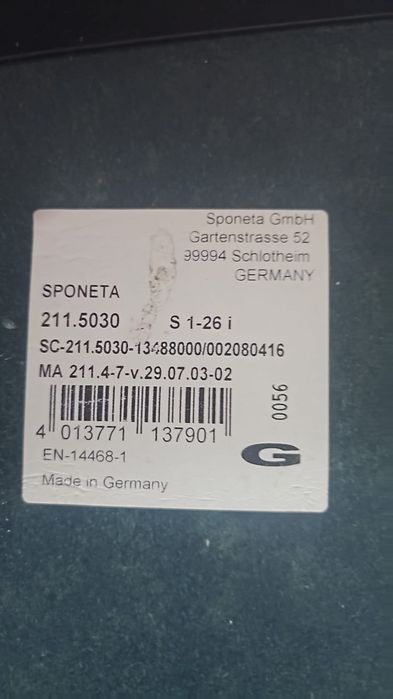 Sponeta GmbH
Gartenstrasse 52
99994 Schlotheim
GERMANY
SPONETA
211.5030 S 1-26 i
SC-211.5030-13488000/002080416
MA 211.4-7-v.29.07.03-02
4 013771 137901
0056
EN-14468-1
G
Made in Germany